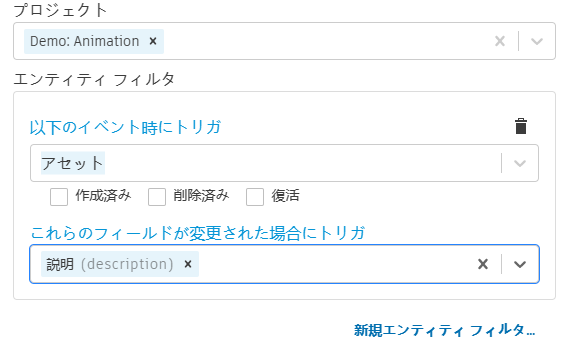 プロジェクト
Demo: Animation ×
エンティティ フィルタ
以下のイベント時にトリガ
アセット
作成済み 削除済み 復活
これらのフィールドが変更された場合にトリガ
説明 (description) ×
新規エンティティ フィルタ...